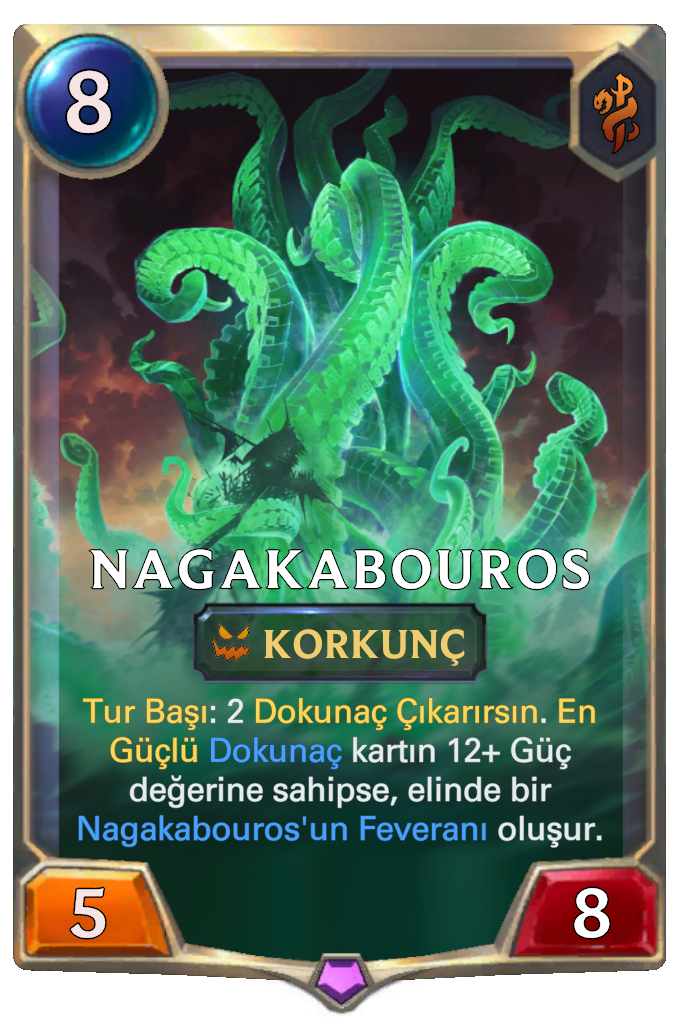 8
NAGAKABOUROS
KORKUNÇ
Tur Başı: 2 Dokunaç Çıkarırsın. En
Güçlü Dokunaç kartın 12+ Güç
değerine sahipse, elinde bir
Nagakabouros'un Feveranı oluşur.
5
8